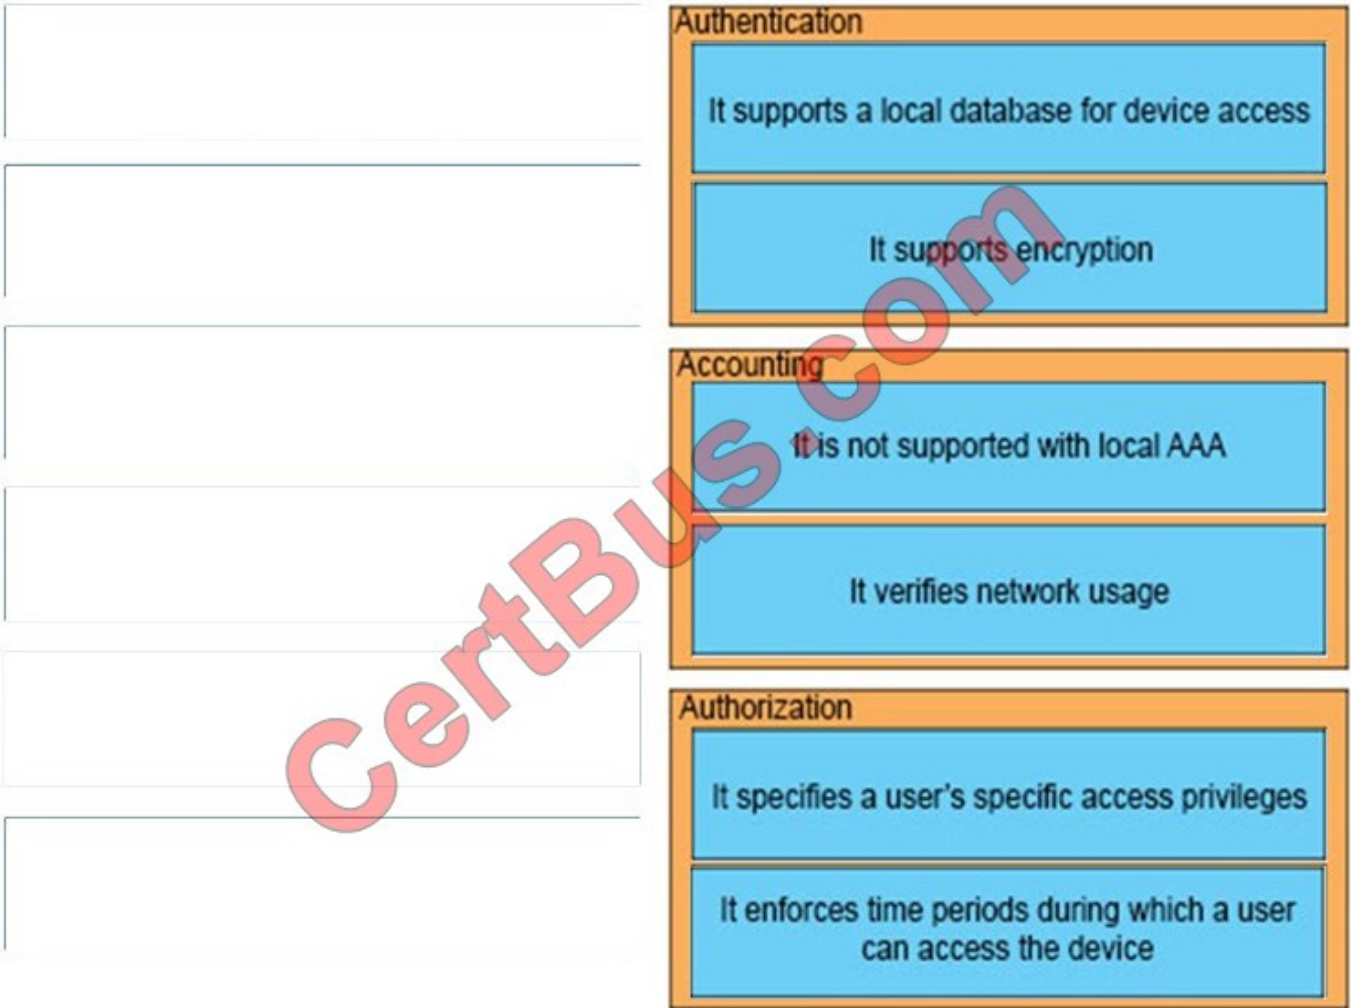 Authentication
It supports a local database for device access
It supports encryption
Accounting
It is not supported with local AAA
It verifies network usage
Authorization
It specifies a user's specific access privileges
It enforces time periods during which a user
can access the device
CertBus.com